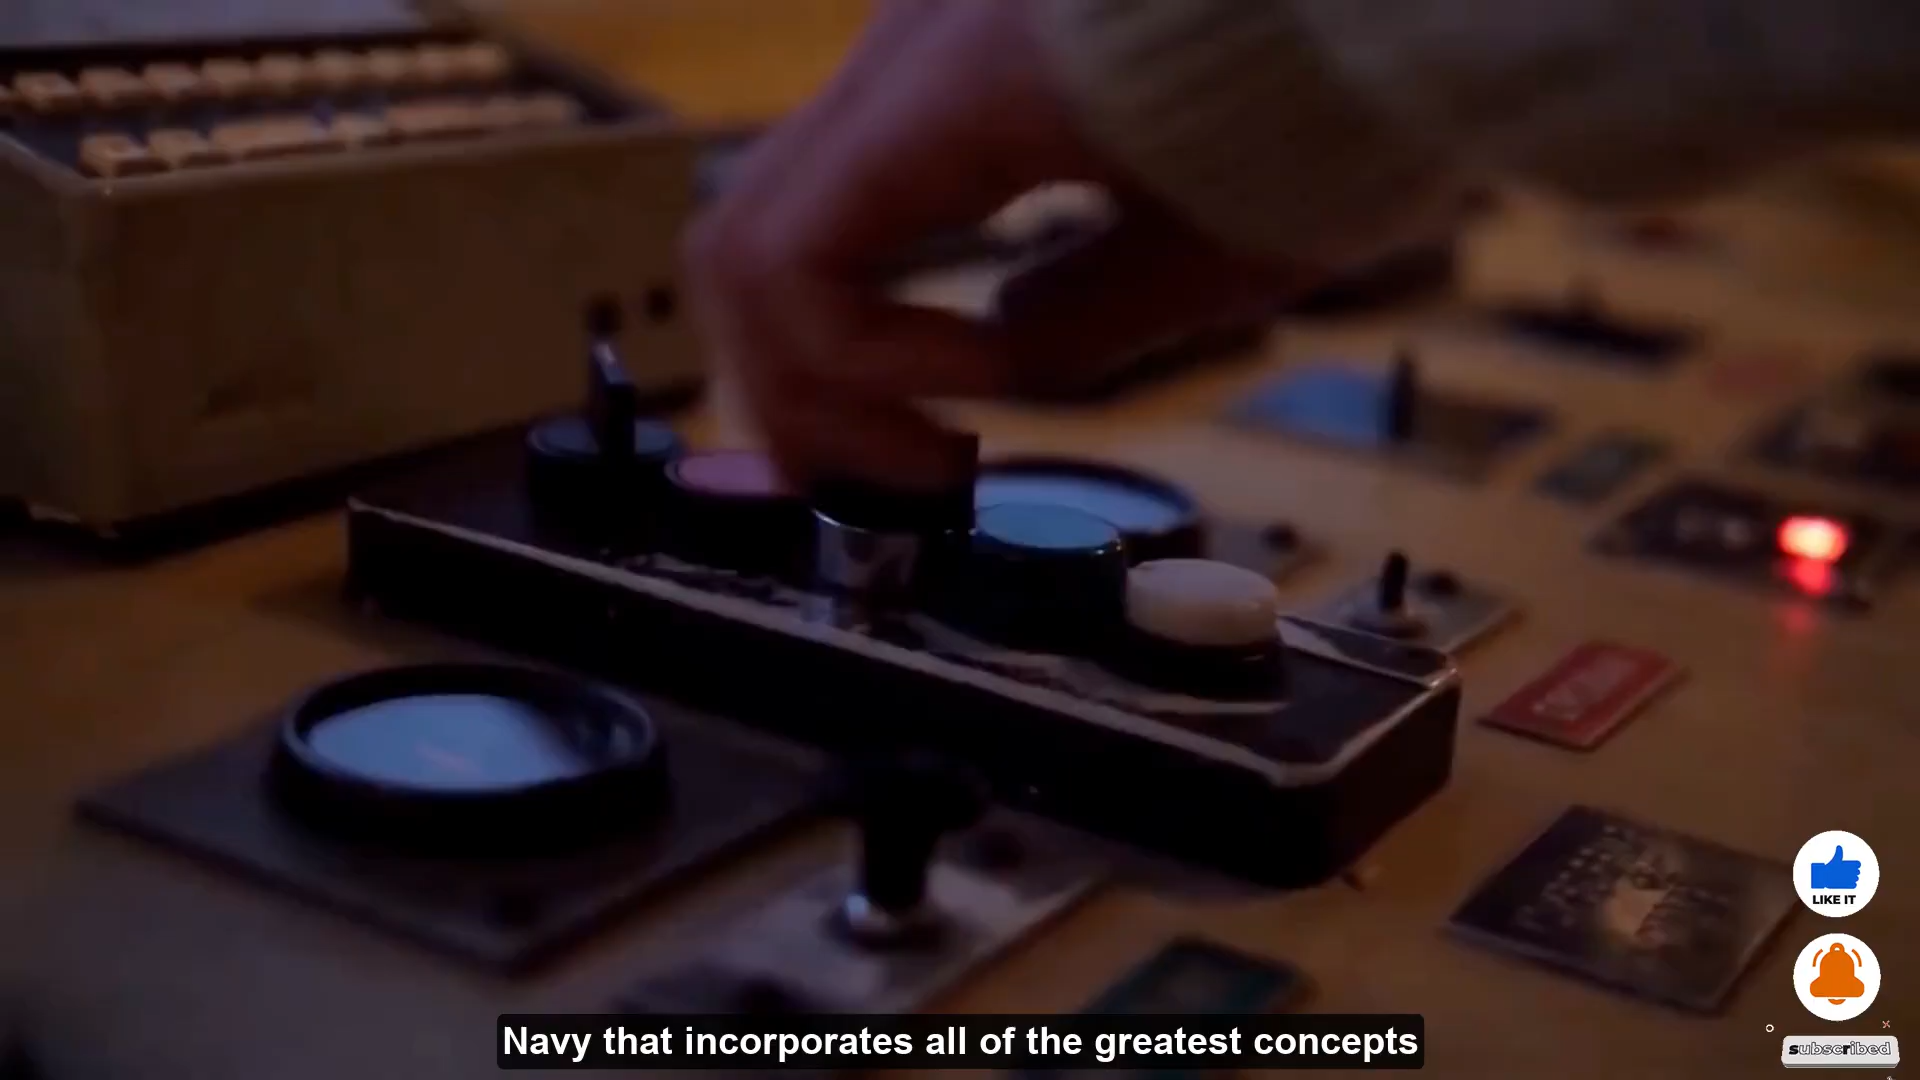 LIKE IT
Navy that incorporates all of the greatest concepts
subscribed